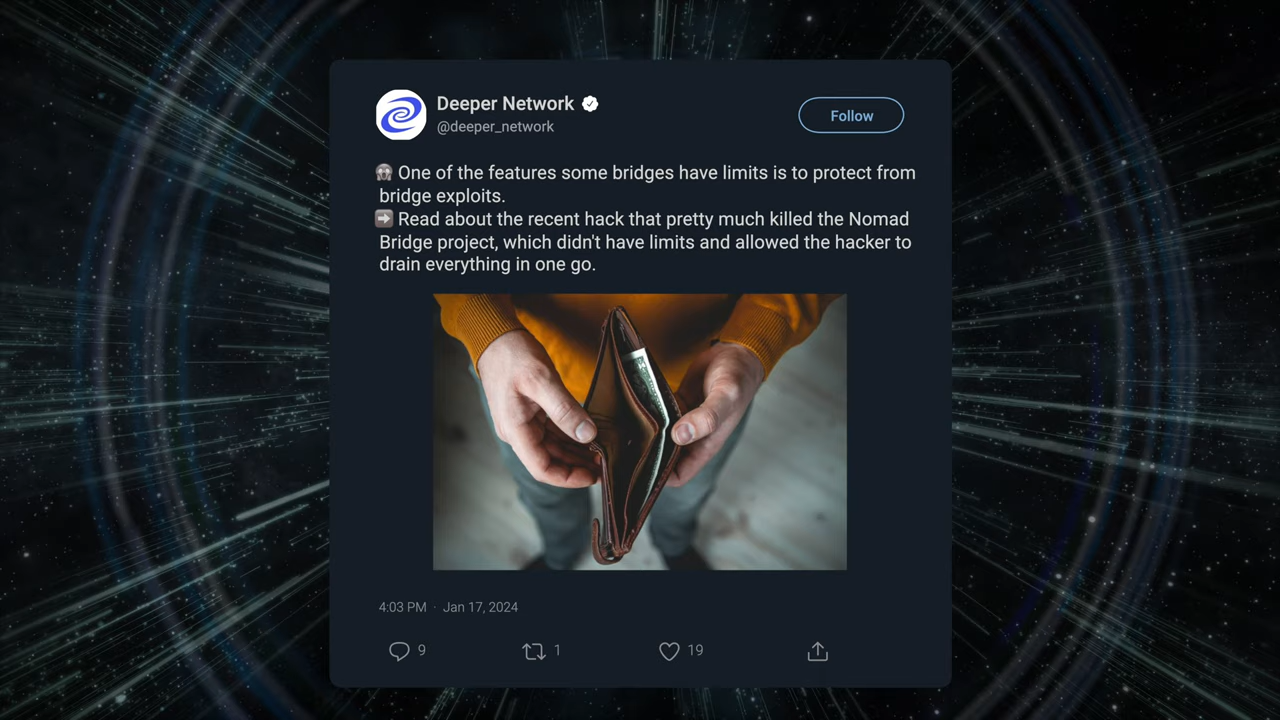 Deeper Network
@deeper_network
Follow
😱 One of the features some bridges have limits is to protect from
bridge exploits.
➡️ Read about the recent hack that pretty much killed the Nomad
Bridge project, which didn't have limits and allowed the hacker to
drain everything in one go.
4:03 PM · Jan 17, 2024
9
1
19